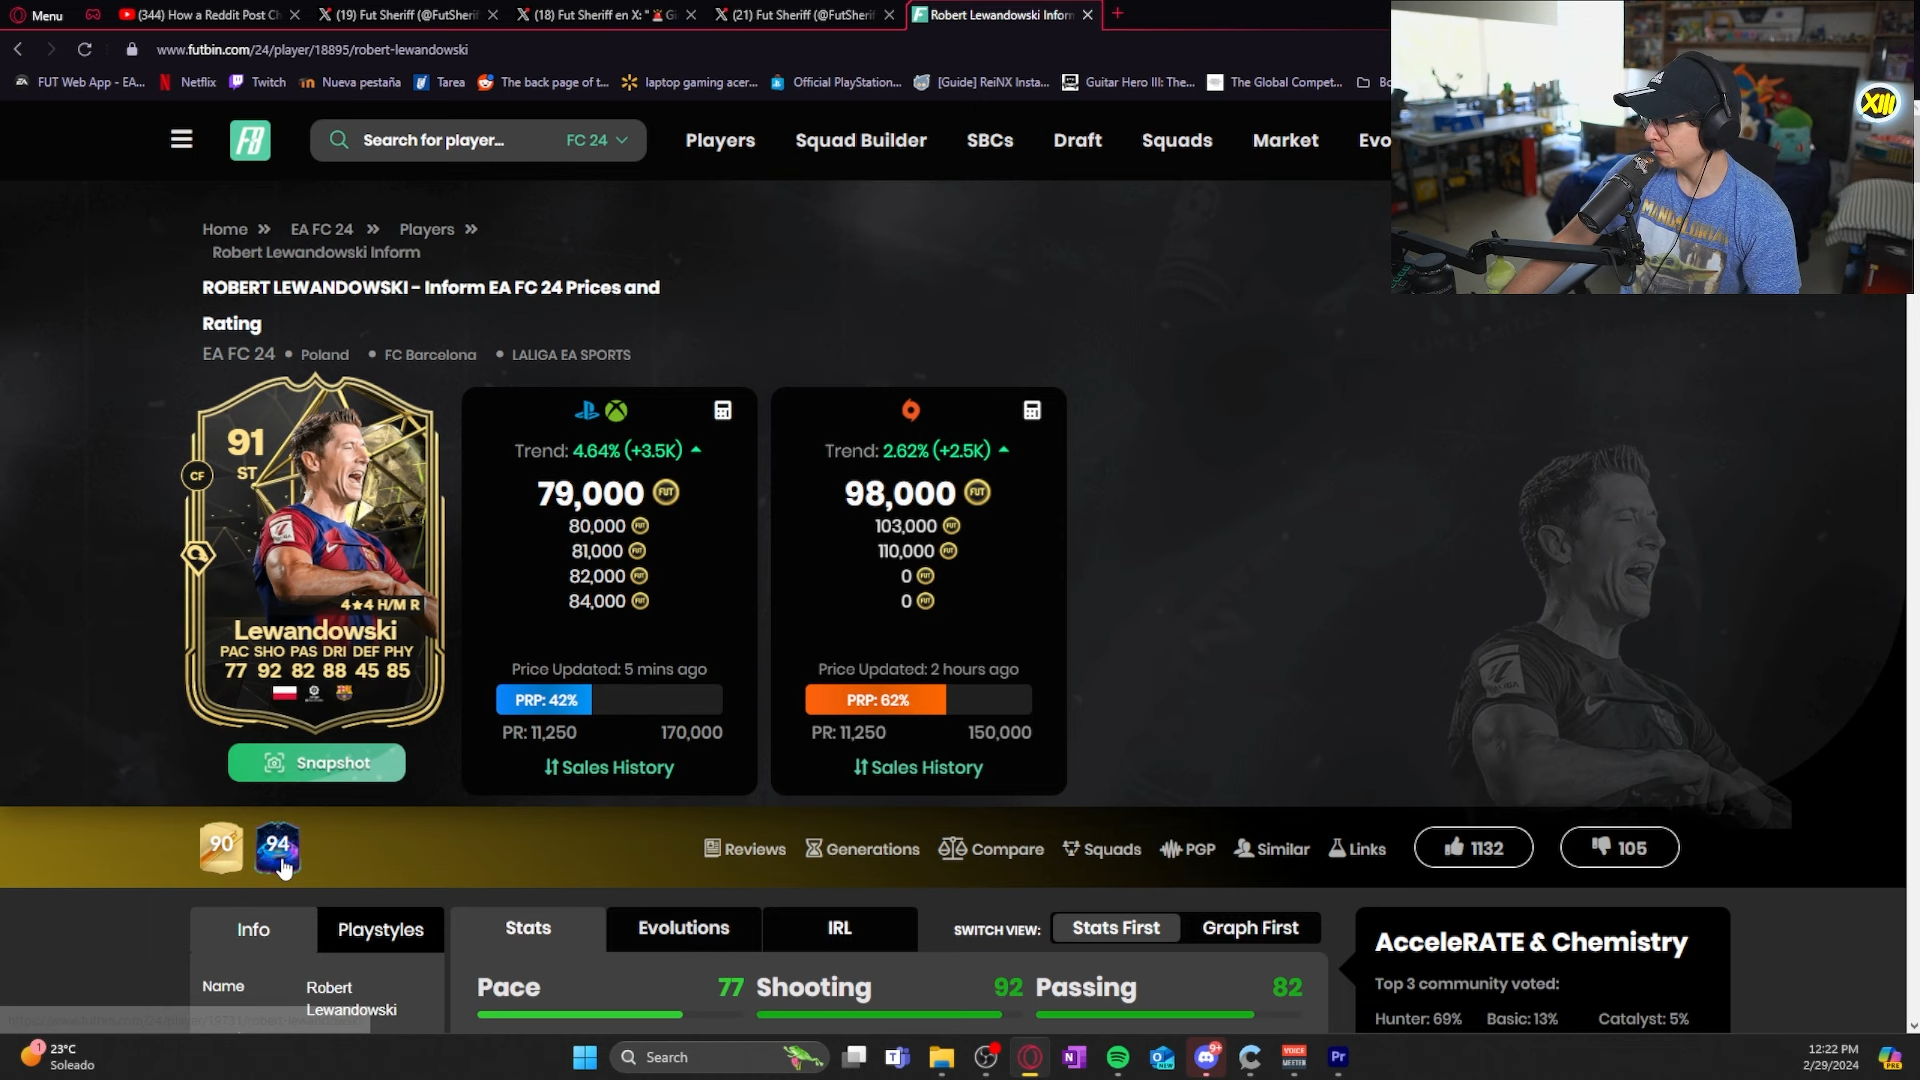 Menu
(344) How a Reddit Post Ch
(19) Fut Sheriff (@FutSherif
(18) Fut Sheriff en X: "
(21) Fut Sheriff (@FutSherif
Robert Lewandowski Inform
www.futbin.com/24/player/18895/robert-lewandowski
FUT Web App - EA...
Netflix
Twitch
Nueva pestaña
Tarea
The back page of t...
laptop gaming acer...
Official PlayStation...
[Guide] ReiNX Insta...
Guitar Hero III: The...
The Global Compet...
XIII
Search for player...
FC 24
Players
Squad Builder
SBCs
Draft
Squads
Market
Evo
Home
EA FC 24
Players
Robert Lewandowski Inform
ROBERT LEWANDOWSKI - Inform EA FC 24 Prices and
Rating
EA FC 24 • Poland • FC Barcelona • LALIGA EA SPORTS
91
ST
CF
4★4 H/M R
Lewandowski
PAC SHO PAS DRI DEF PHY
77 92 82 88 45 85
Snapshot
Trend: 4.64% (+3.5K)
79,000
80,000
81,000
82,000
84,000
Price Updated: 5 mins ago
PRP: 42%
PR: 11,250 170,000
Sales History
Trend: 2.62% (+2.5K)
98,000
103,000
110,000
0
0
Price Updated: 2 hours ago
PRP: 62%
PR: 11,250 150,000
Sales History
90
94
Reviews
Generations
Compare
Squads
PGP
Similar
Links
1132
105
Info
Playstyles
Stats
Evolutions
IRL
SWITCH VIEW:
Stats First
Graph First
AcceleRATE & Chemistry
Top 3 community voted:
Hunter: 69% Basic: 13% Catalyst: 5%
Name
Robert
Lewandowski
Pace 77
Shooting 92
Passing 82
23°C
Soleado
Search
12:22 PM
2/29/2024